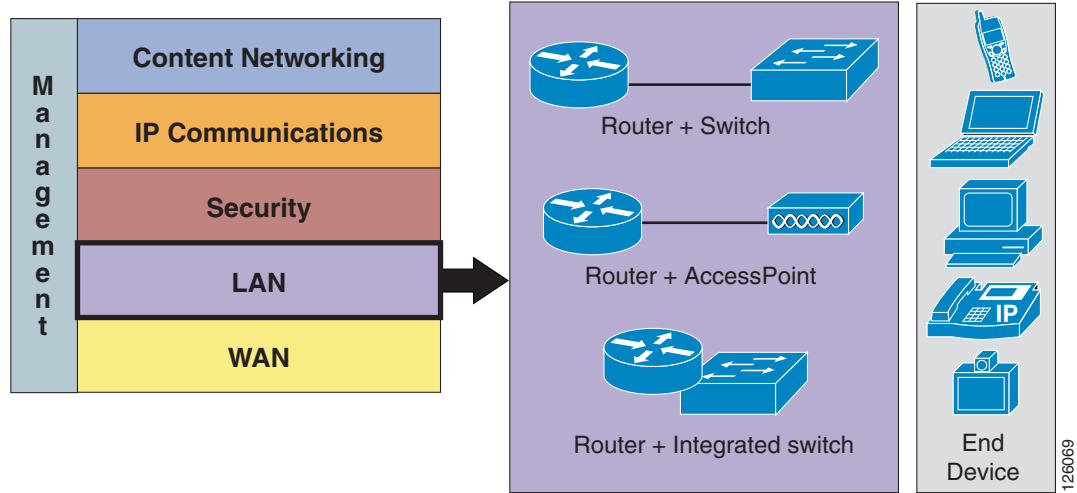 Management
Content Networking
IP Communications
Security
LAN
WAN
Router + Switch
Router + AccessPoint
Router + Integrated switch
IP
End
Device
126069